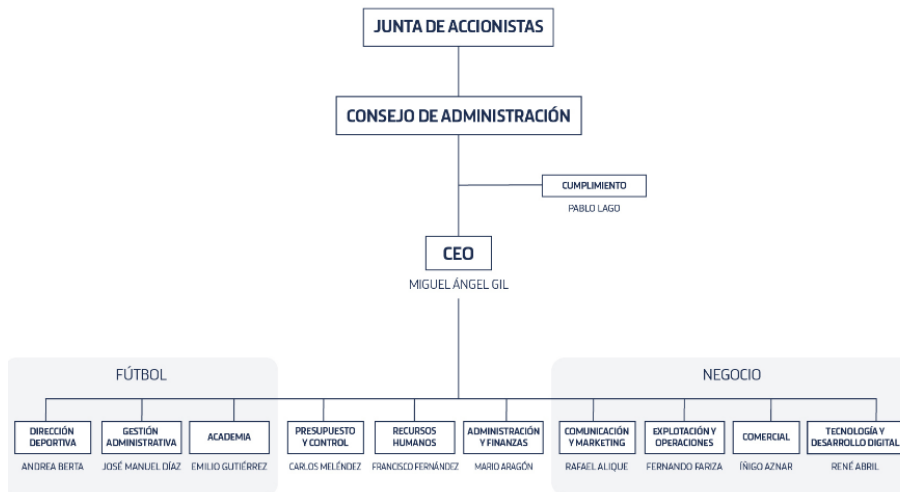 JUNTA DE ACCIONISTAS
CONSEJO DE ADMINISTRACIÓN
CUMPLIMIENTO
PABLO LAGO
CEO
MIGUEL ÁNGEL GIL
FÚTBOL
NEGOCIO
DIRECCIÓN
DEPORTIVA
ANDREA BERTA
GESTIÓN
ADMINISTRATIVA
JOSÉ MANUEL DÍAZ
ACADEMIA
EMILIO GUTIÉRREZ
PRESUPUESTO
Y CONTROL
CARLOS MELÉNDEZ
RECURSOS
HUMANOS
FRANCISCO FERNÁNDEZ
ADMINISTRACIÓN
Y FINANZAS
MARIO ARAGÓN
COMUNICACIÓN
Y MARKETING
RAFAEL ALIQUE
EXPLOTACIÓN Y
OPERACIONES
FERNANDO FARIZA
COMERCIAL
ÍÑIGO AZNAR
TECNOLOGÍA Y
DESARROLLO DIGITAL
RENÉ ABRIL